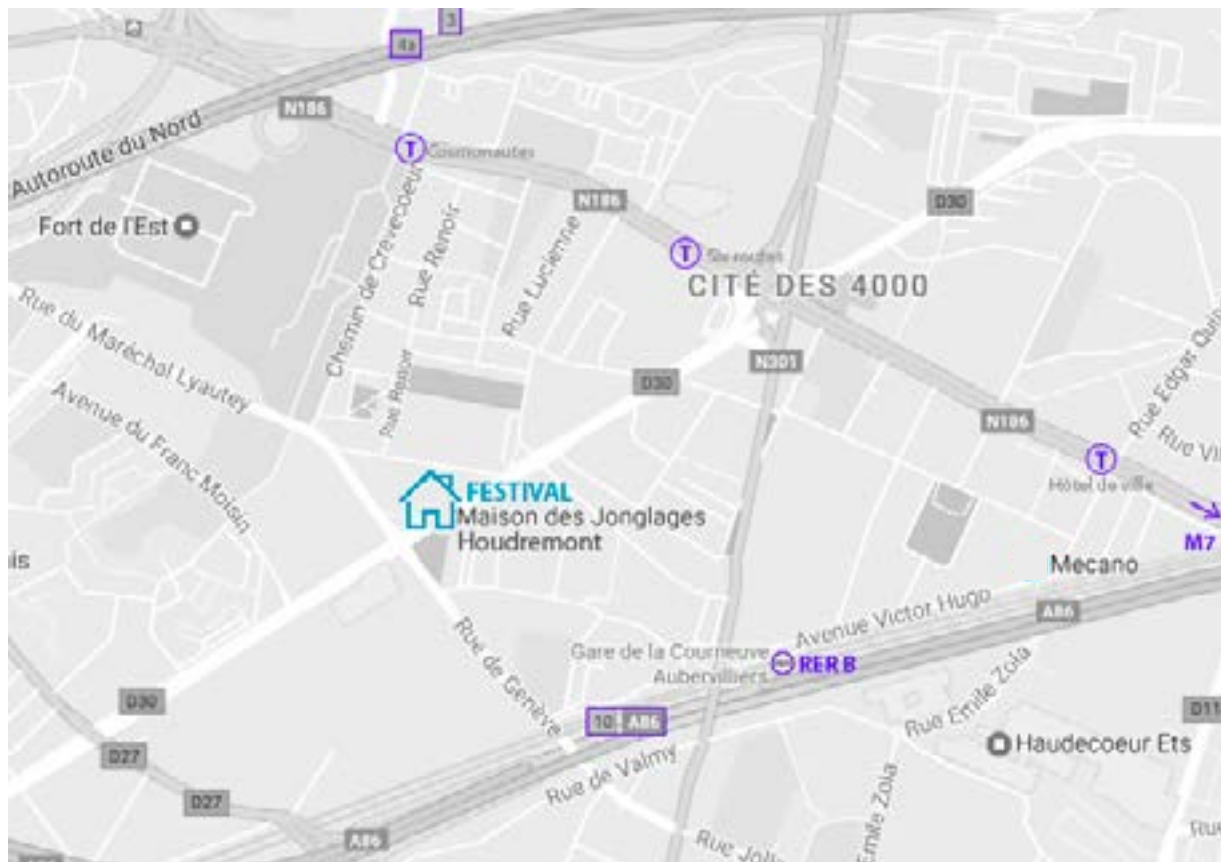 3
4a
N186
Autoroute du Nord
Cosmonautes
Fort de l'Est
N186
D30
Chemin de Crevecoeur
Rue Renoir
Rue Lucienne
Six-routes
CITÉ DES 4000
Rue du Maréchal Lyautey
Rue Renoir
D30
N301
Avenue du Franc Moisin
N186
Rue Edgar Quin
Rue Vil
Hôtel de ville
FESTIVAL
Maison des Jonglages
Houdremont
M7
is
Mecano
Avenue Victor Hugo
A86
Rue de Genève
Gare de la Courneuve
Aubervilliers
RER B
Rue Emile Zola
D30
10
A86
D11
D27
Haudecoeur Ets
Rue de Valmy
D27
A86
Emile Zola
Rue Jolio
Rue